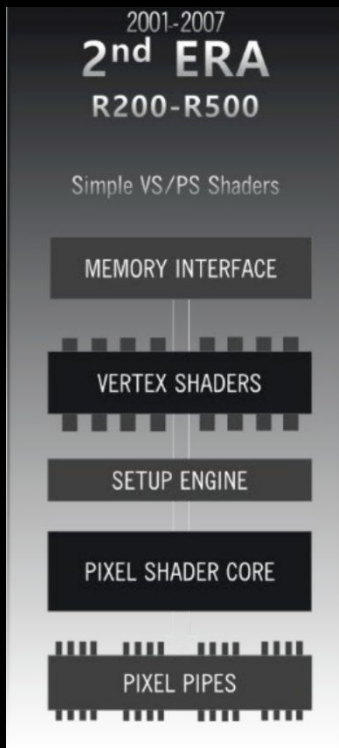 2001-2007
2nd ERA
R200-R500
Simple VS/PS Shaders
MEMORY INTERFACE
VERTEX SHADERS
SETUP ENGINE
PIXEL SHADER CORE
PIXEL PIPES